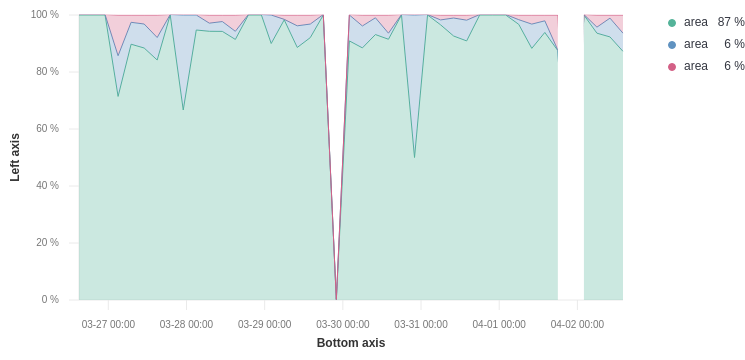 100 %
80 %
60 %
40 %
20 %
0 %
Left axis
03-27 00:00
03-28 00:00
03-29 00:00
03-30 00:00
03-31 00:00
04-01 00:00
04-02 00:00
Bottom axis
area 87 %
area 6 %
area 6 %